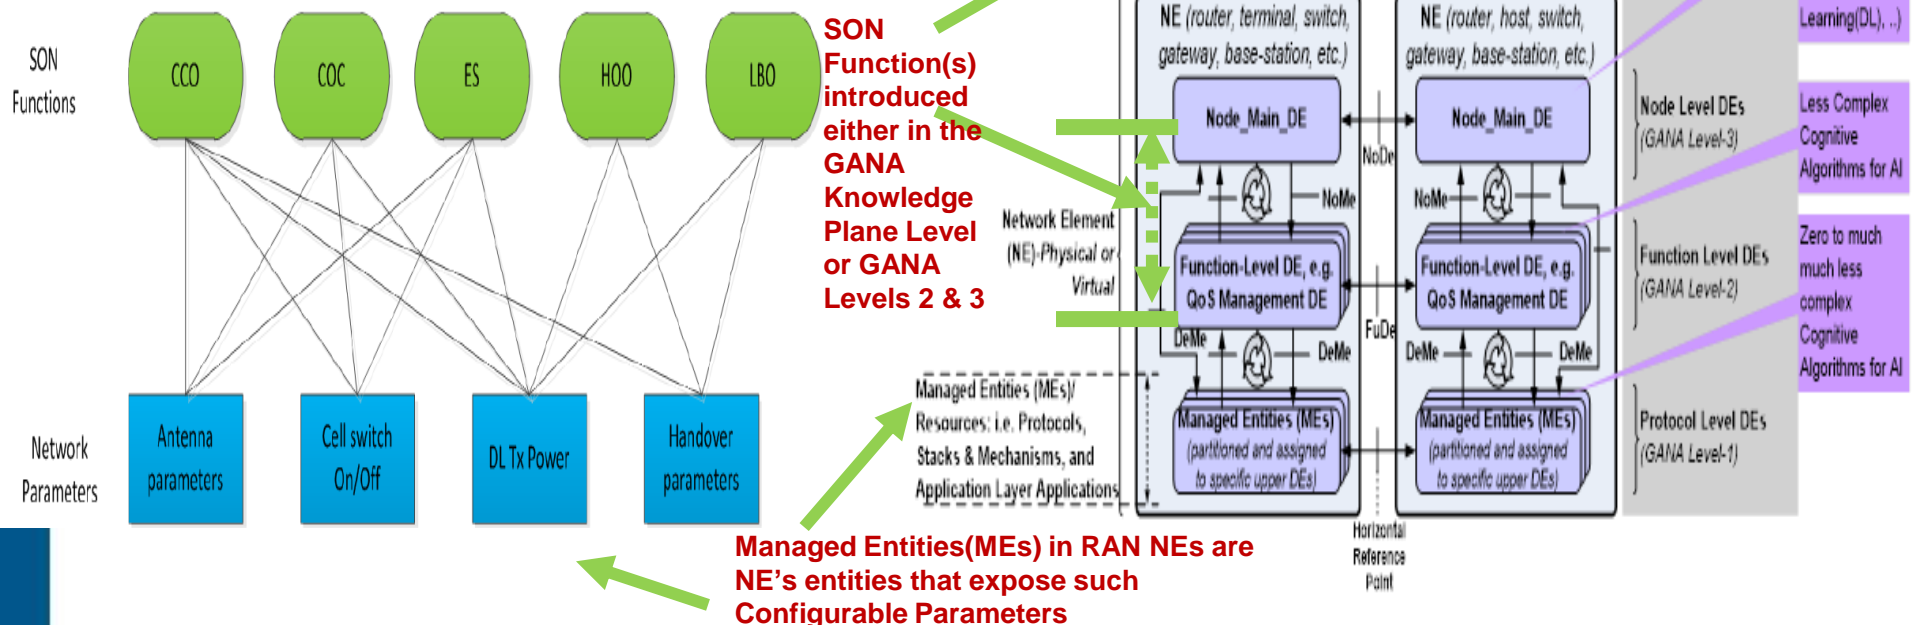 SON
Functions
CCO
COC
ES
HOO
LBO
Network
Parameters
Antenna
parameters
Cell switch
On/Off
DL Tx Power
Handover
parameters
SON
Function(s)
introduced
either in the
GANA
Knowledge
Plane Level
or GANA
Levels 2 & 3
Managed Entities(MEs) in RAN NEs are
NE's entities that expose such
Configurable Parameters
Network Element
(NE)-Physical or
Virtual
Managed Entities (MEs)/
Resources: i.e. Protocols,
Stacks & Mechanisms, and
Application Layer Applications
NE (router, terminal, switch,
gateway, base-station, etc.)
Node_Main_DE
NoMe
Function-Level DE, e.g.
QoS Management DE
DeMe
DeMe
Managed Entities (MEs)
(partitioned and assigned
to specific upper DEs)
NoDe
FuDe
Horizontal
Reference
Point
NE (router, host, switch,
gateway, base-station, etc.)
Node_Main_DE
NoMe
Function-Level DE, e.g.
QoS Management DE
DeMe
DeMe
Managed Entities (MEs)
(partitioned and assigned
to specific upper DEs)
Node Level DEs
(GANA Level-3)
Function Level DEs
(GANA Level-2)
Protocol Level DEs
(GANA Level-1)
Learning(DL), ..)
Less Complex
Cognitive
Algorithms for AI
Zero to much
much less
complex
Cognitive
Algorithms for AI